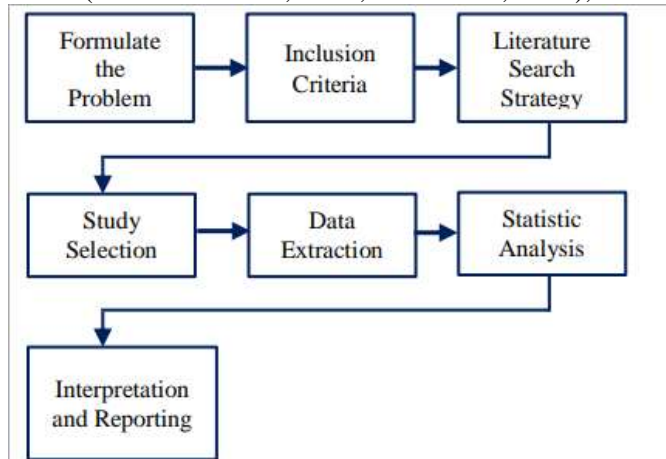 Formulate
the
Problem
Inclusion
Criteria
Literature
Search
Strategy
Study
Selection
Data
Extraction
Statistic
Analysis
Interpretation
and Reporting